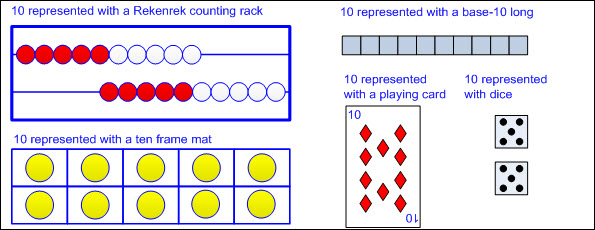 10 represented with a Rekenrek counting rack
10 represented with a ten frame mat
10 represented with a base-10 long
10 represented
with a playing card
10
10
10 represented
with dice